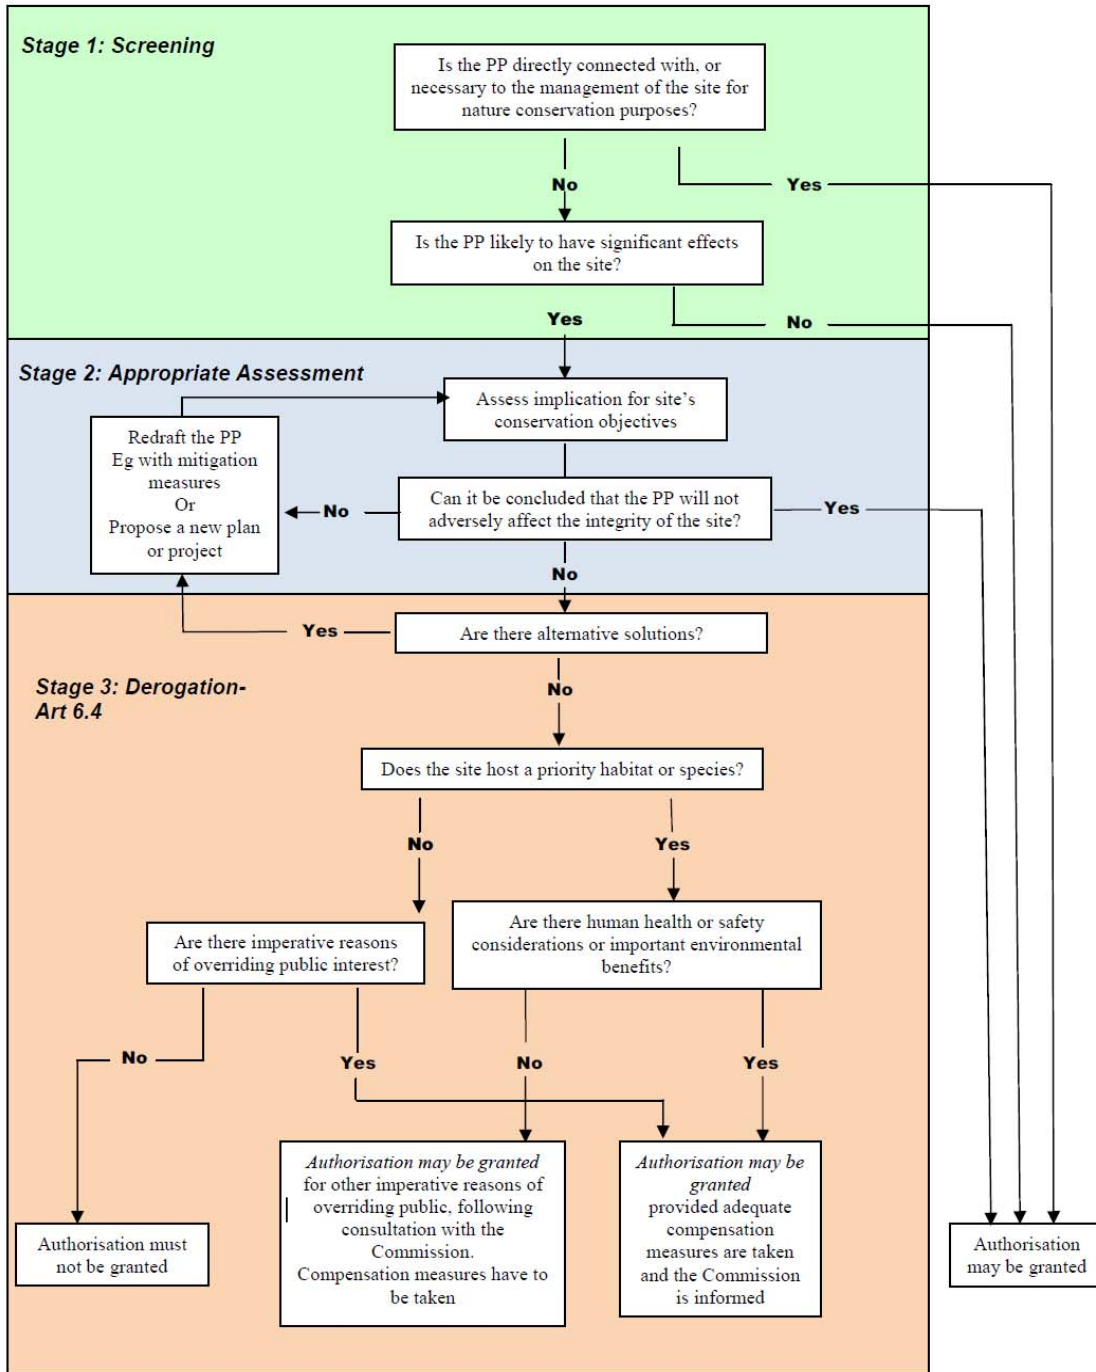 Stage 1: Screening
Is the PP directly connected with, or
necessary to the management of the site for
nature conservation purposes?
No
Yes
Is the PP likely to have significant effects
on the site?
Yes
No
Stage 2: Appropriate Assessment
Assess implication for site's
conservation objectives
Redraft the PP
Eg with mitigation
measures
Or
Propose a new plan
or project
Can it be concluded that the PP will not
adversely affect the integrity of the site?
No
Yes
No
Are there alternative solutions?
Yes
No
Stage 3: Derogation-
Art 6.4
Does the site host a priority habitat or species?
No
Yes
Are there imperative reasons
of overriding public interest?
Are there human health or safety
considerations or important environmental
benefits?
No
Yes
No
Yes
Authorisation must
not be granted
Authorisation may be granted
for other imperative reasons of
overriding public, following
consultation with the
Commission.
Compensation measures have to
be taken
Authorisation may be
granted
provided adequate
compensation
measures are taken
and the Commission
is informed
Authorisation
may be granted